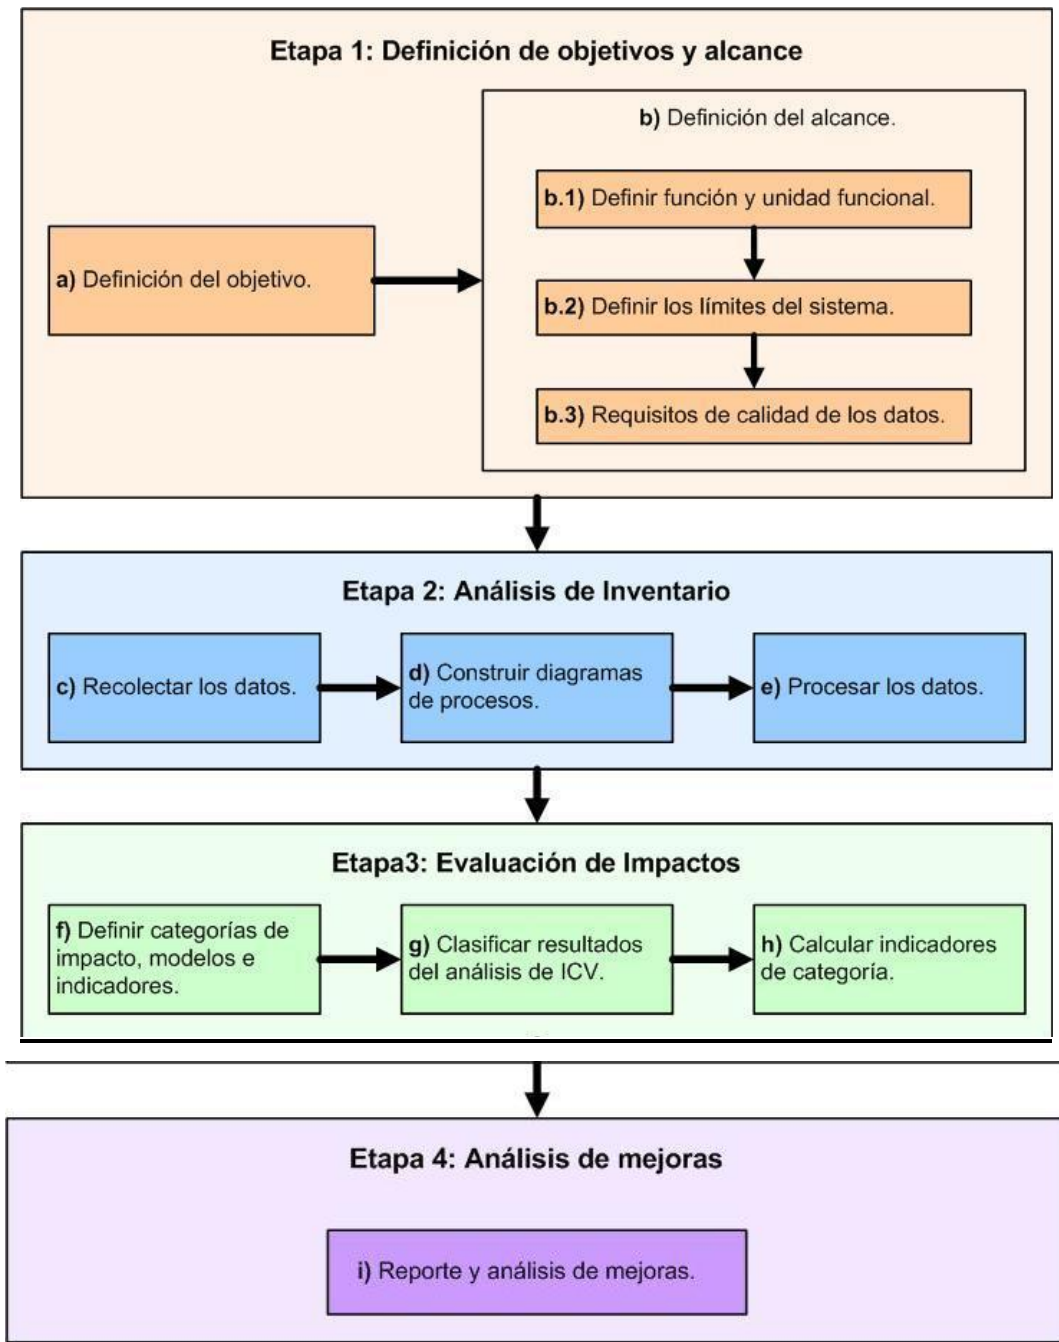 Etapa 1: Definición de objetivos y alcance
b) Definición del alcance.
b.1) Definir función y unidad funcional.
a) Definición del objetivo.
b.2) Definir los límites del sistema.
b.3) Requisitos de calidad de los datos.
Etapa 2: Análisis de Inventario
c) Recolectar los datos.
d) Construir diagramas
de procesos.
e) Procesar los datos.
Etapa3: Evaluación de Impactos
f) Definir categorías de
impacto, modelos e
indicadores.
g) Clasificar resultados
del análisis de ICV.
h) Calcular indicadores
de categoría.
Etapa 4: Análisis de mejoras
i) Reporte y análisis de mejoras.